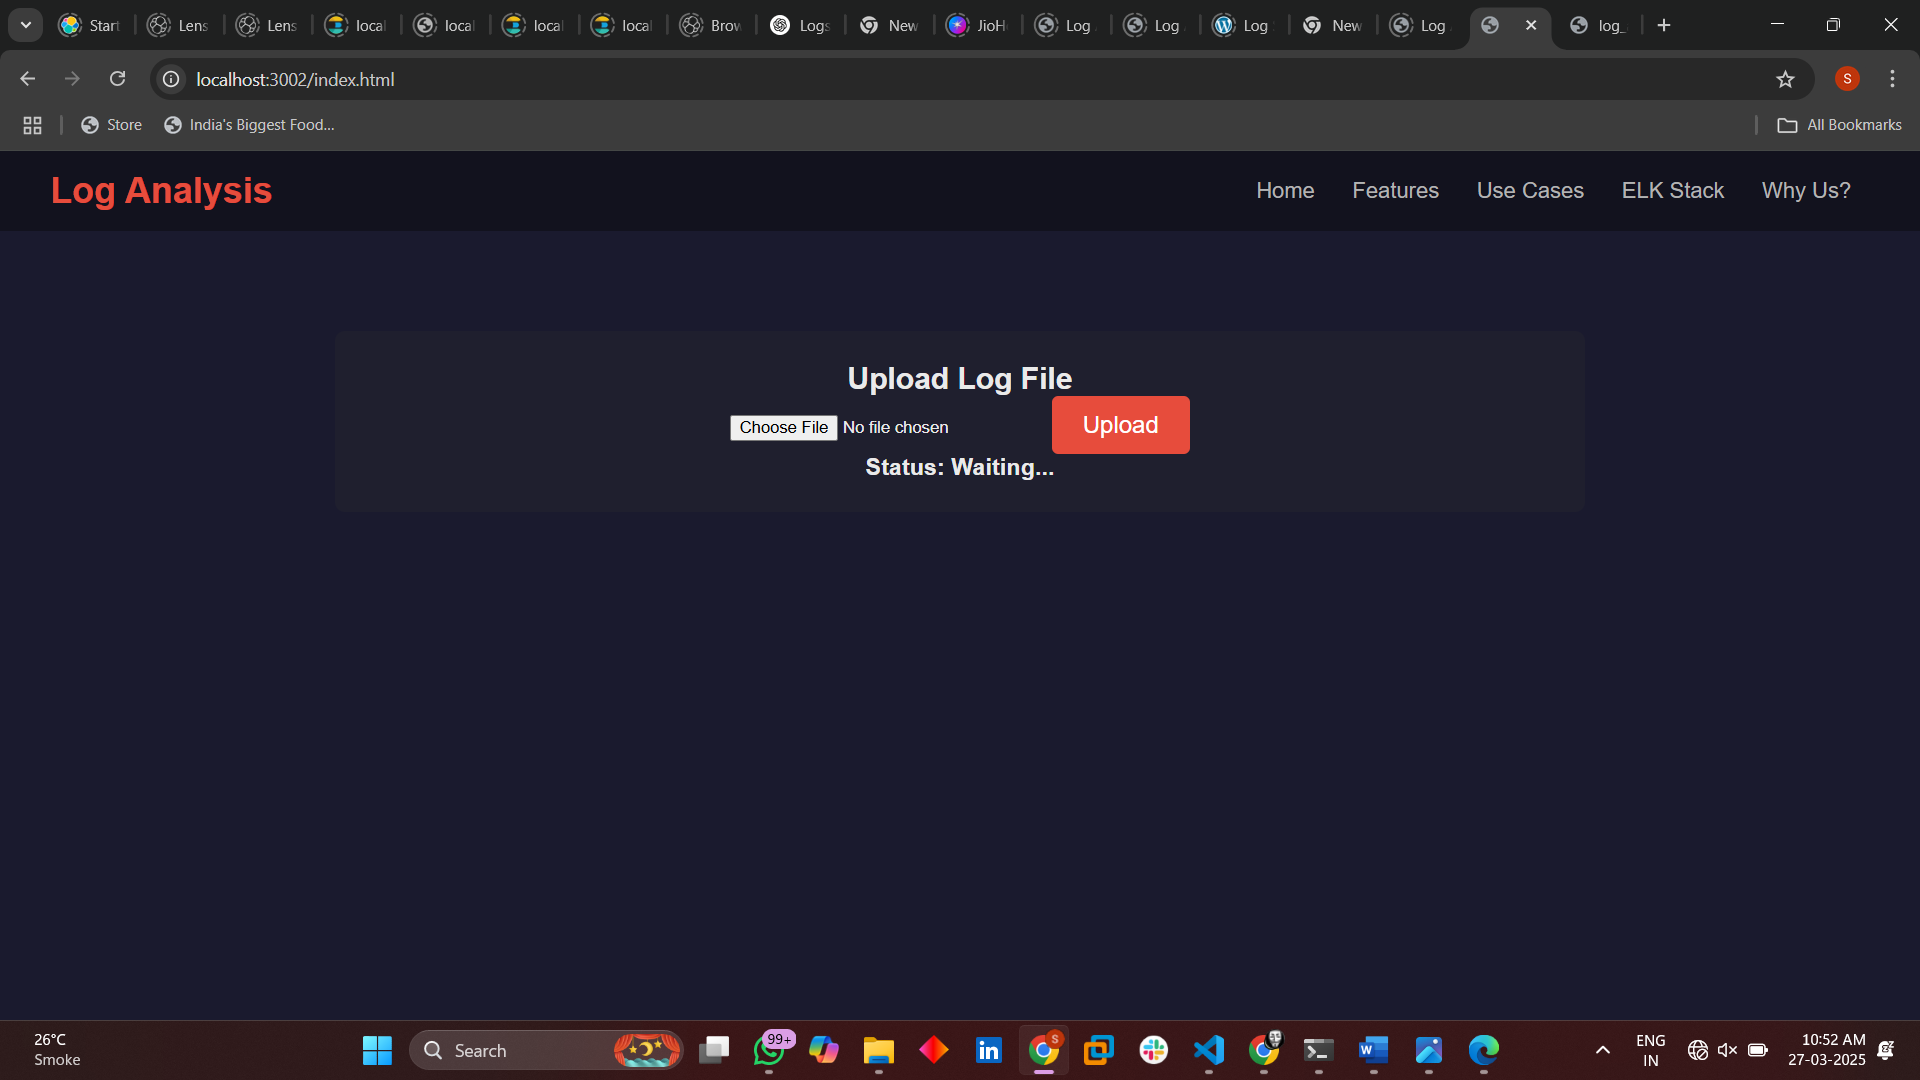 Start
Lens
Lens
local
local
local
local
Brow
Logs
New
JioH
Log
Log
Log
New
Log
log_
localhost:3002/index.html
S
Store
India's Biggest Food...
All Bookmarks
Log Analysis
Home
Features
Use Cases
ELK Stack
Why Us?
Upload Log File
Choose File No file chosen
Upload
Status: Waiting...
26°C
Smoke
Search
99+
S
ENG
IN
10:52 AM
27-03-2025